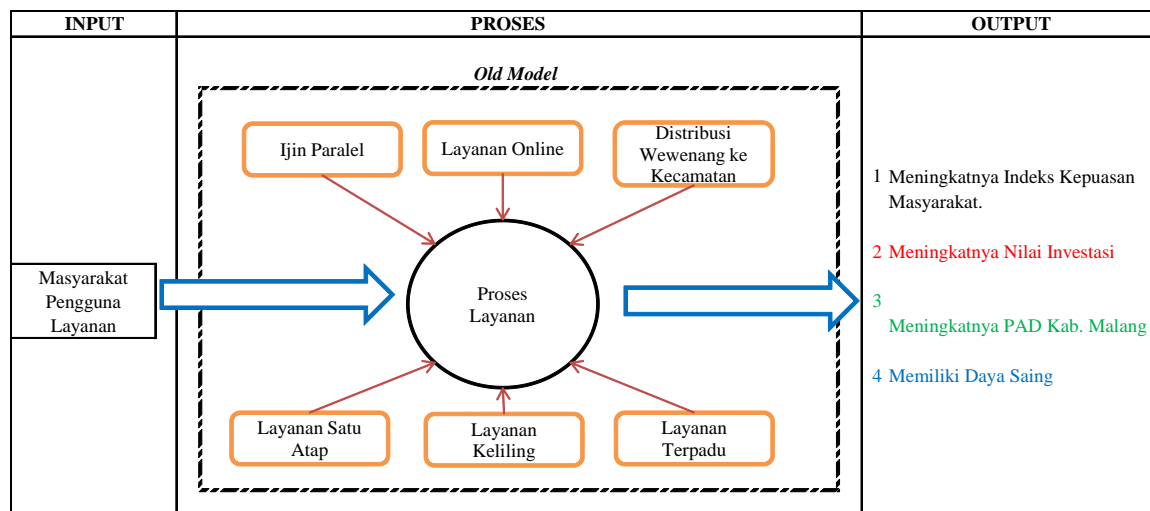 INPUT
PROSES
OUTPUT
Old Model
Ijin Paralel
Layanan Online
Distribusi
Wewenang ke
Kecamatan
Masyarakat
Pengguna
Layanan
Proses
Layanan
Layanan Satu
Atap
Layanan
Keliling
Layanan
Terpadu
1 Meningkatnya Indeks Kepuasan
Masyarakat.
2 Meningkatnya Nilai Investasi
3
Meningkatnya PAD Kab. Malang
4 Memiliki Daya Saing